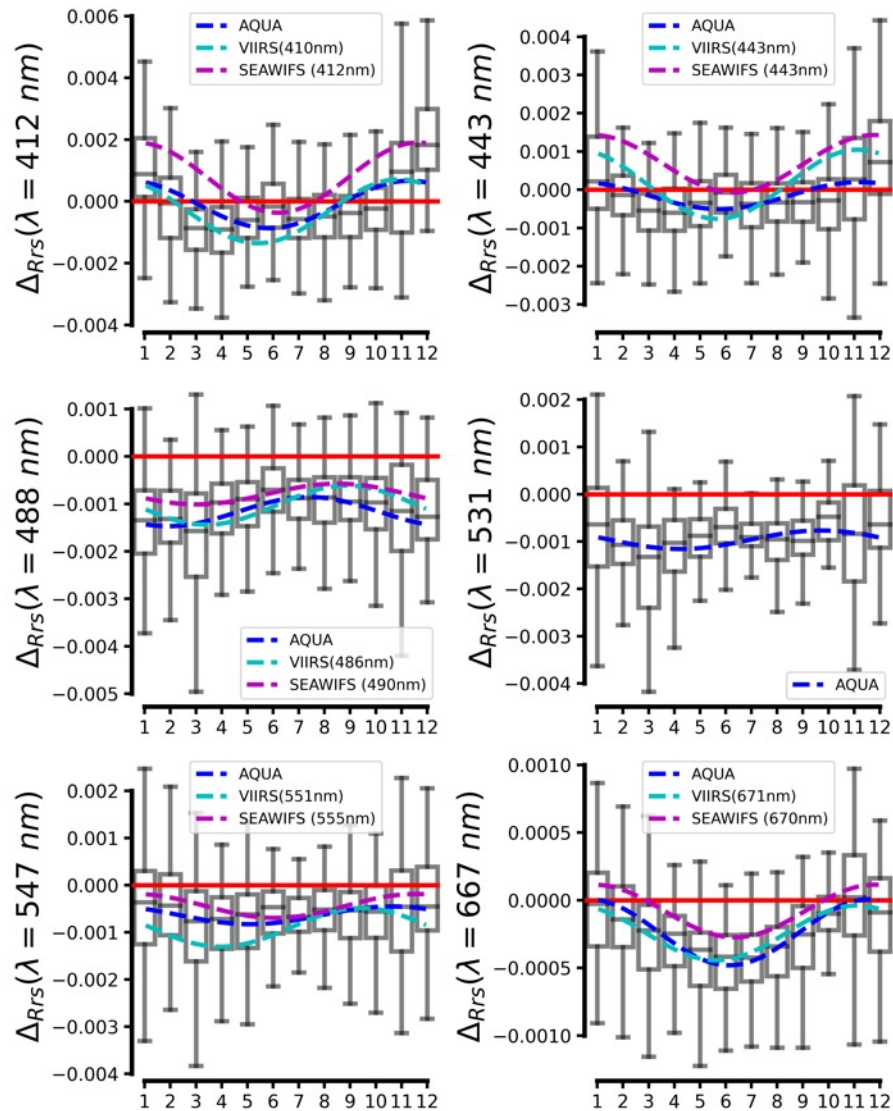 0.006
0.004
0.002
0.000
−0.002
−0.004
Δ_Rrs(λ = 412 nm)
AQUA
VIIRS(410nm)
SEAWIFS (412nm)
1 2 3 4 5 6 7 8 9 10 11 12
0.004
0.003
0.002
0.001
0.000
−0.001
−0.002
−0.003
Δ_Rrs(λ = 443 nm)
AQUA
VIIRS(443nm)
SEAWIFS (443nm)
1 2 3 4 5 6 7 8 9 10 11 12
0.001
0.000
−0.001
−0.002
−0.003
−0.004
−0.005
Δ_Rrs(λ = 488 nm)
AQUA
VIIRS(486nm)
SEAWIFS (490nm)
1 2 3 4 5 6 7 8 9 10 11 12
0.002
0.001
0.000
−0.001
−0.002
−0.003
−0.004
Δ_Rrs(λ = 531 nm)
AQUA
1 2 3 4 5 6 7 8 9 10 11 12
0.002
0.001
0.000
−0.001
−0.002
−0.003
−0.004
Δ_Rrs(λ = 547 nm)
AQUA
VIIRS(551nm)
SEAWIFS (555nm)
1 2 3 4 5 6 7 8 9 10 11 12
0.0010
0.0005
0.0000
−0.0005
−0.0010
Δ_Rrs(λ = 667 nm)
AQUA
VIIRS(671nm)
SEAWIFS (670nm)
1 2 3 4 5 6 7 8 9 10 11 12